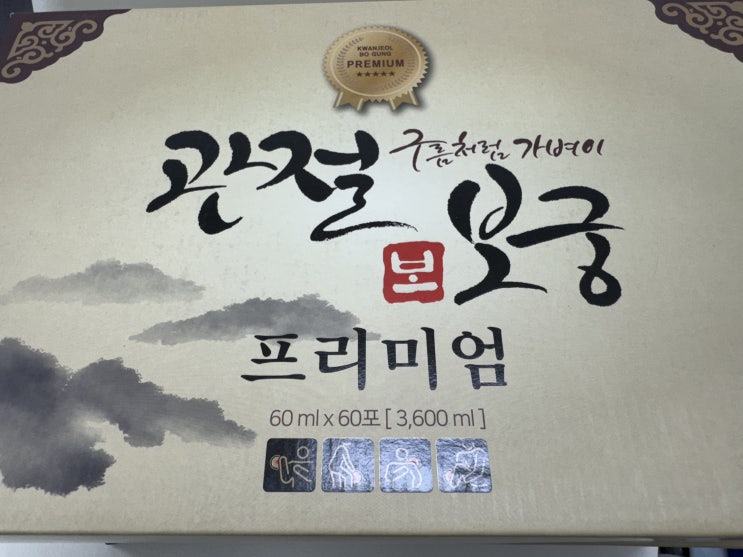 KWANJEOL
BO GUNG
PREMIUM
관절 구름처럼 가벼이
보 보궁
프리미엄
60 ml x 60포 [ 3,600 ml ]